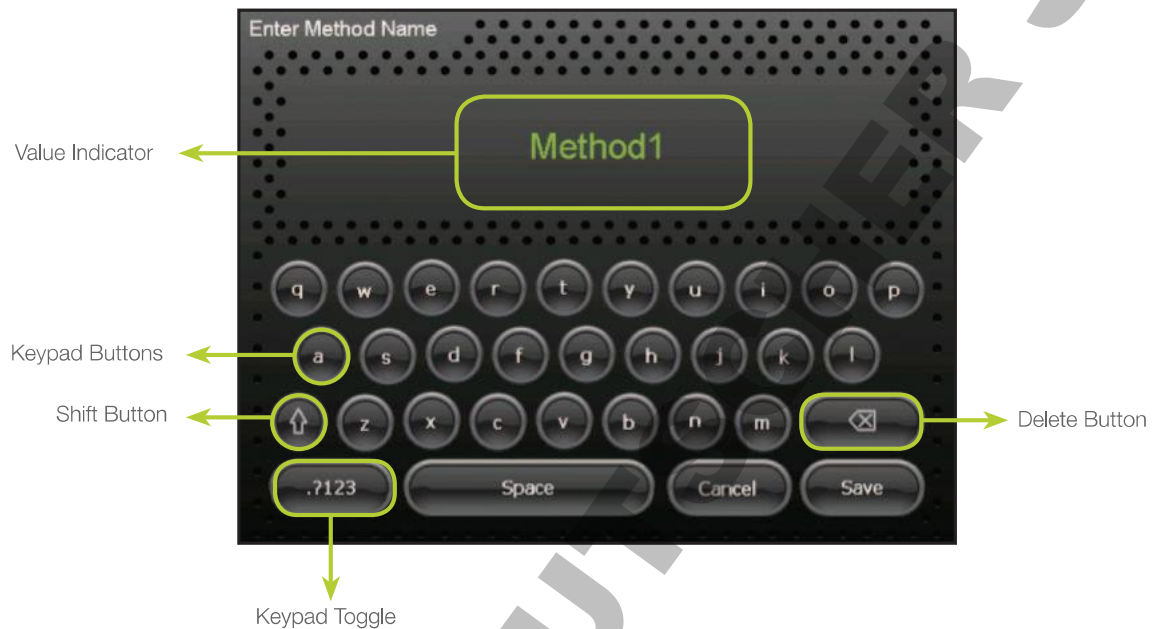 Enter Method Name
Value Indicator
Method1
q w e r t y u i o p
Keypad Buttons
a s d f g h j k l
Shift Button
z x c v b n m
Delete Button
.?123 Space Cancel Save
Keypad Toggle